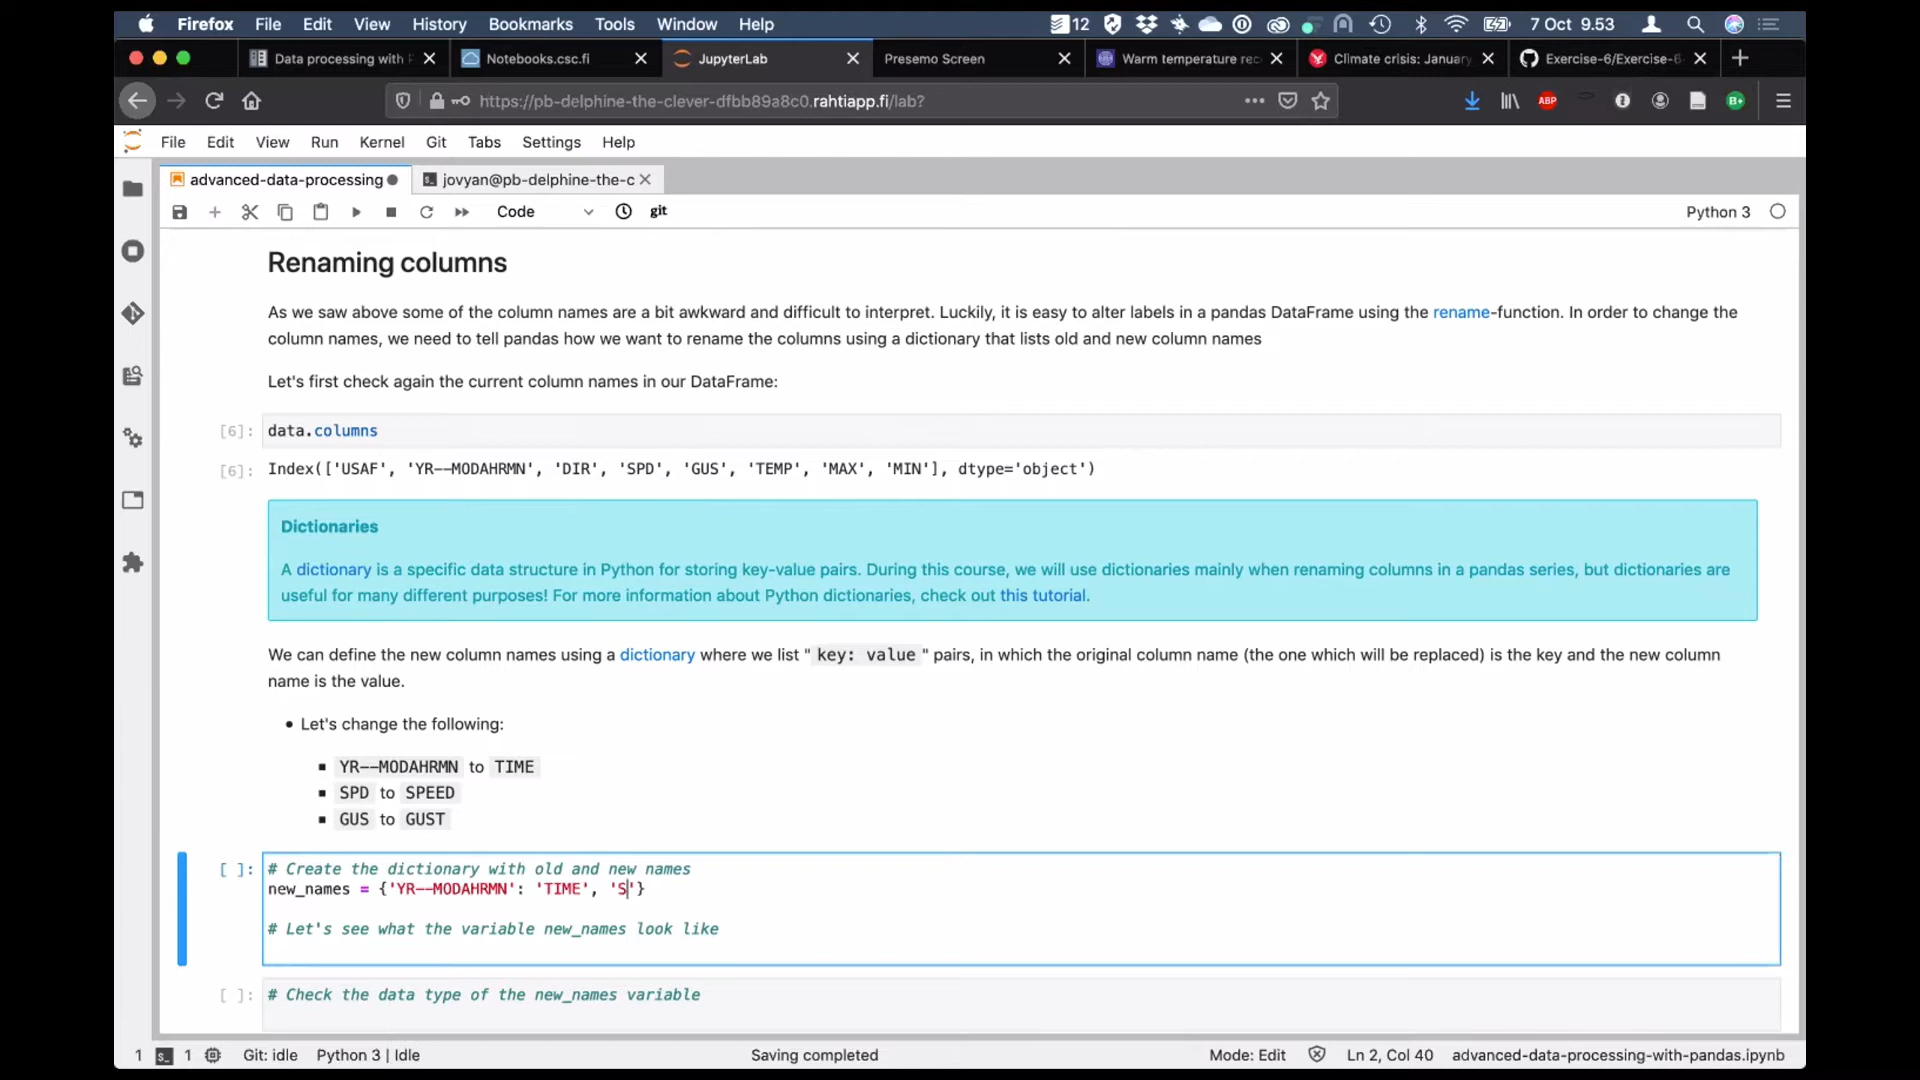 Firefox File Edit View History Bookmarks Tools Window Help 12 7 Oct 9.53
Data processing with P Notebooks.csc.fi JupyterLab Presemo Screen Warm temperature rec Climate crisis: January Exercise-6/Exercise-6
https://pb-delphine-the-clever-dfbb89a8c0.rahtiapp.fi/lab? ABP B+
File Edit View Run Kernel Git Tabs Settings Help
advanced-data-processing jovyan@pb-delphine-the-c
Code git Python 3
Renaming columns
As we saw above some of the column names are a bit awkward and difficult to interpret. Luckily, it is easy to alter labels in a pandas DataFrame using the rename-function. In order to change the
column names, we need to tell pandas how we want to rename the columns using a dictionary that lists old and new column names
Let's first check again the current column names in our DataFrame:
[6]: data.columns
[6]: Index(['USAF', 'YR--MODAHRMN', 'DIR', 'SPD', 'GUS', 'TEMP', 'MAX', 'MIN'], dtype='object')
Dictionaries
A dictionary is a specific data structure in Python for storing key-value pairs. During this course, we will use dictionaries mainly when renaming columns in a pandas series, but dictionaries are
useful for many different purposes! For more information about Python dictionaries, check out this tutorial.
We can define the new column names using a dictionary where we list " key: value " pairs, in which the original column name (the one which will be replaced) is the key and the new column
name is the value.
• Let's change the following:
▪ YR--MODAHRMN to TIME
▪ SPD to SPEED
▪ GUS to GUST
[ ]: # Create the dictionary with old and new names
new_names = {'YR--MODAHRMN': 'TIME', 'S'}
# Let's see what the variable new_names look like
[ ]: # Check the data type of the new_names variable
1 1 Git: idle Python 3 | Idle Saving completed Mode: Edit Ln 2, Col 40 advanced-data-processing-with-pandas.ipynb